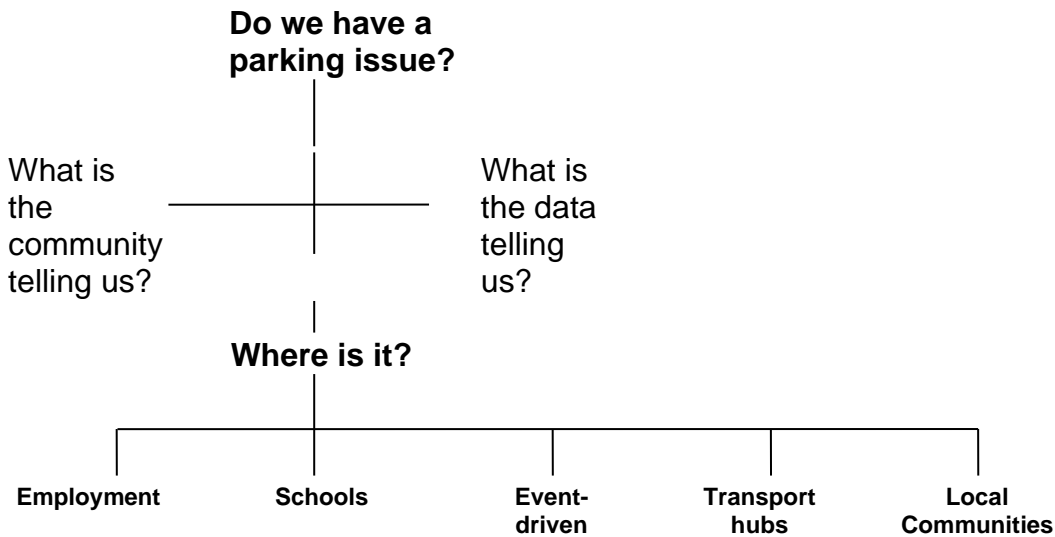 Do we have a
parking issue?
What is
the
community
telling us?
What is
the data
telling
us?
Where is it?
Employment
Schools
Event-
driven
Transport
hubs
Local
Communities